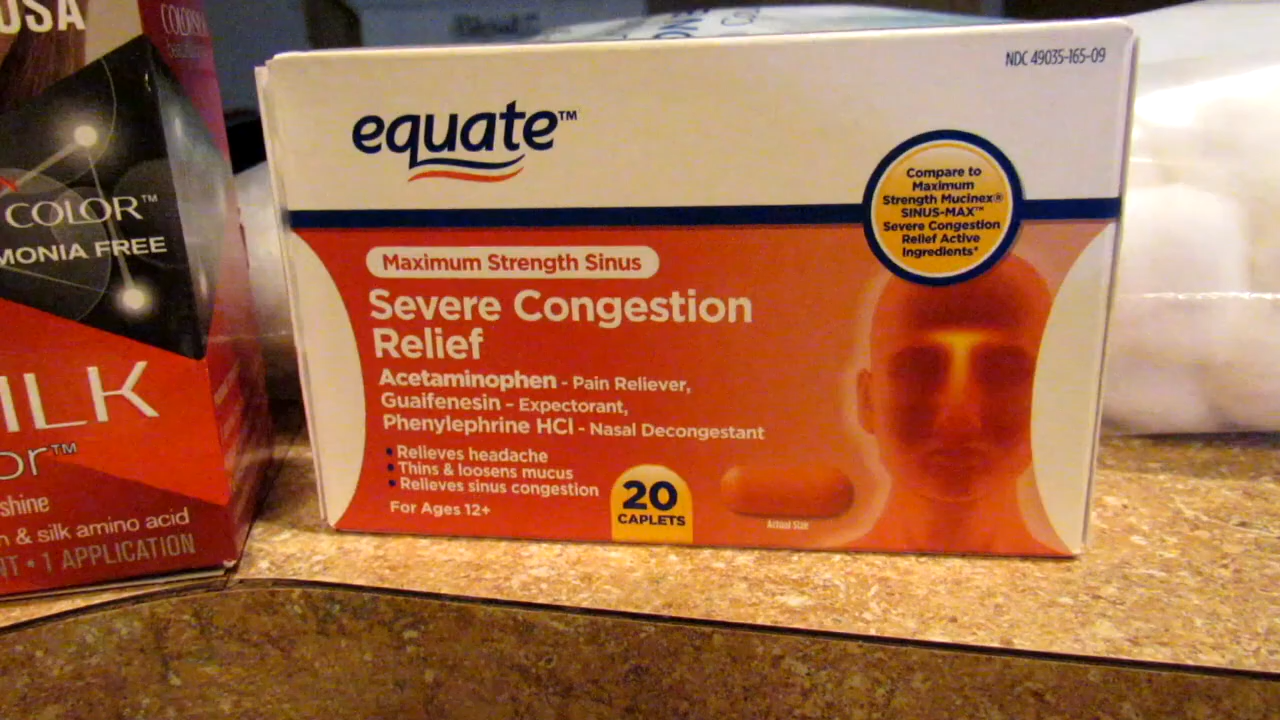 USA
COLOR™
MONIA FREE
ILK
or™
shine
n & silk amino acid
NT • 1 APPLICATION
NDC 49035-165-09
equate™
Compare to
Maximum
Strength Mucinex®
SINUS-MAX™
Severe Congestion
Relief Active
Ingredients*
Maximum Strength Sinus
Severe Congestion
Relief
Acetaminophen - Pain Reliever,
Guaifenesin - Expectorant,
Phenylephrine HCl - Nasal Decongestant
• Relieves headache
• Thins & loosens mucus
• Relieves sinus congestion
For Ages 12+
20
CAPLETS
Actual Size